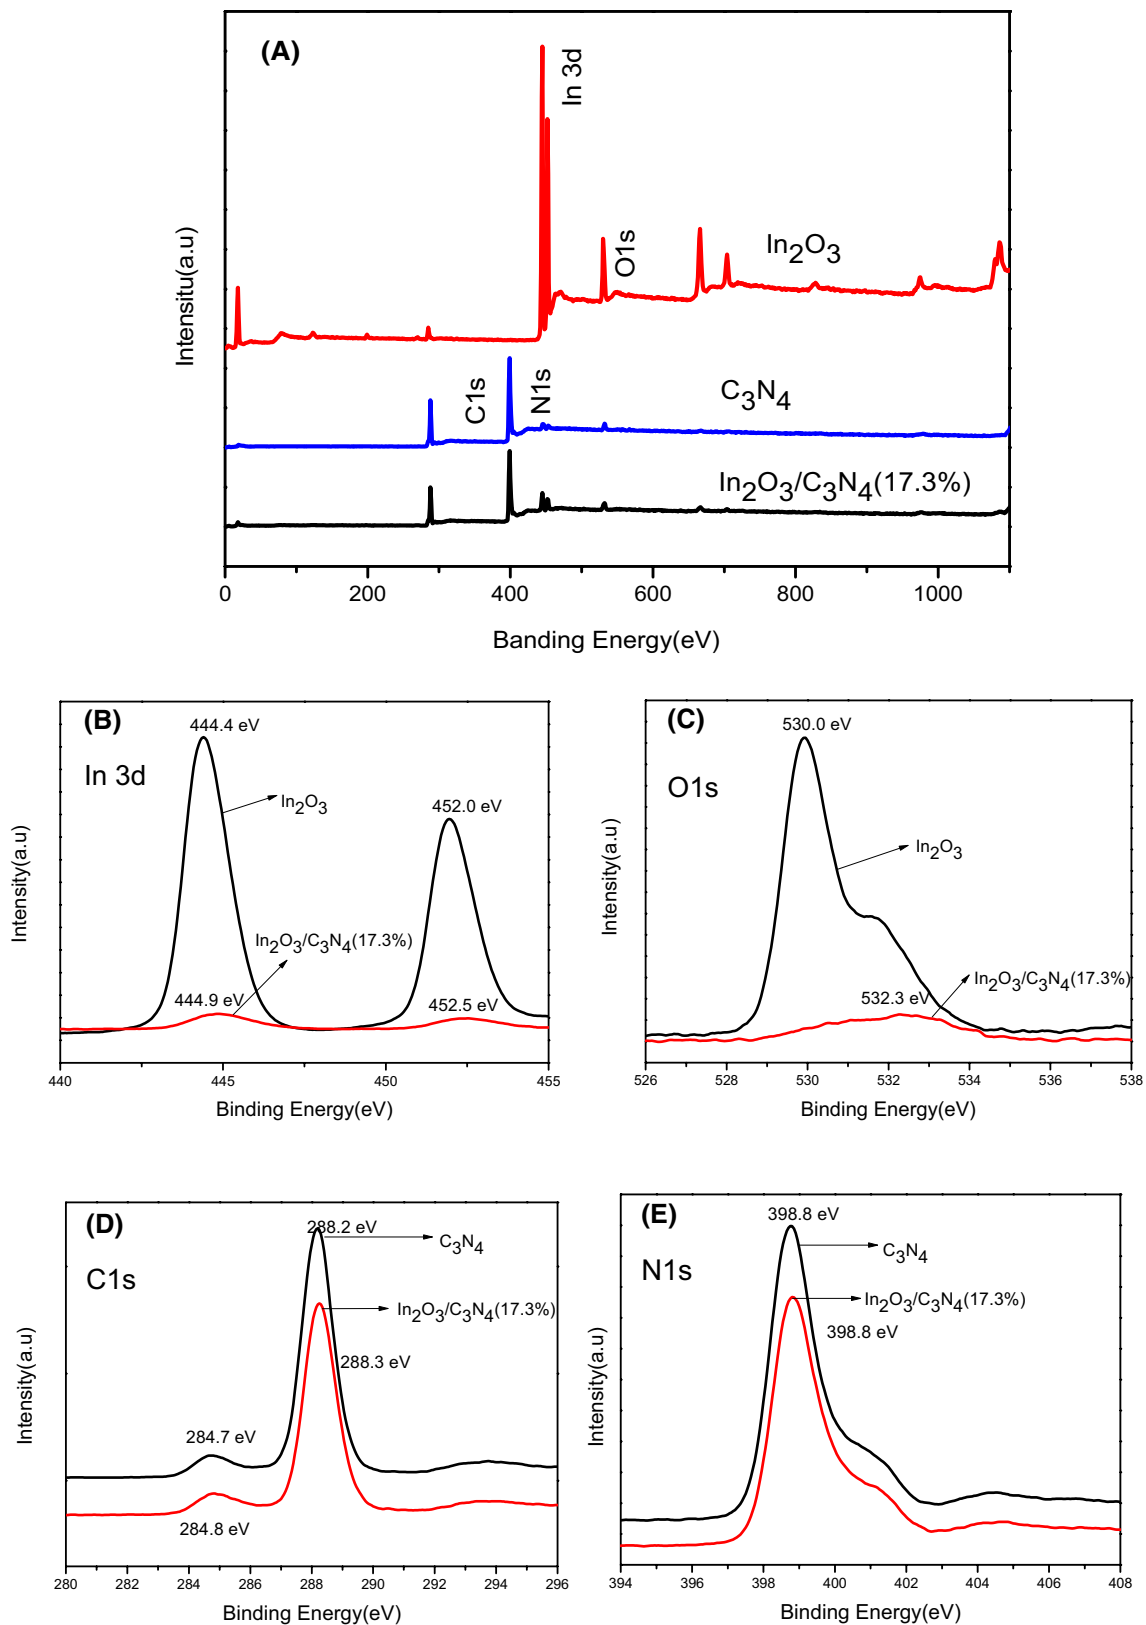 (A)
In 3d
O1s
In2O3
C1s
N1s
C3N4
In2O3/C3N4(17.3%)
Intensitu(a.u)
0 200 400 600 800 1000
Banding Energy(eV)
(B)
444.4 eV
In 3d
In2O3
452.0 eV
In2O3/C3N4(17.3%)
444.9 eV
452.5 eV
Intensity(a.u)
440 445 450 455
Binding Energy(eV)
(C)
530.0 eV
O1s
In2O3
In2O3/C3N4(17.3%)
532.3 eV
Intensity(a.u)
526 528 530 532 534 536 538
Binding Energy(eV)
(D)
288.2 eV
C3N4
C1s
In2O3/C3N4(17.3%)
288.3 eV
284.7 eV
284.8 eV
Intensity(a.u)
280 282 284 286 288 290 292 294 296
Binding Energy(eV)
(E)
398.8 eV
C3N4
N1s
In2O3/C3N4(17.3%)
398.8 eV
Intensity(a.u)
394 396 398 400 402 404 406 408
Binding Energy(eV)